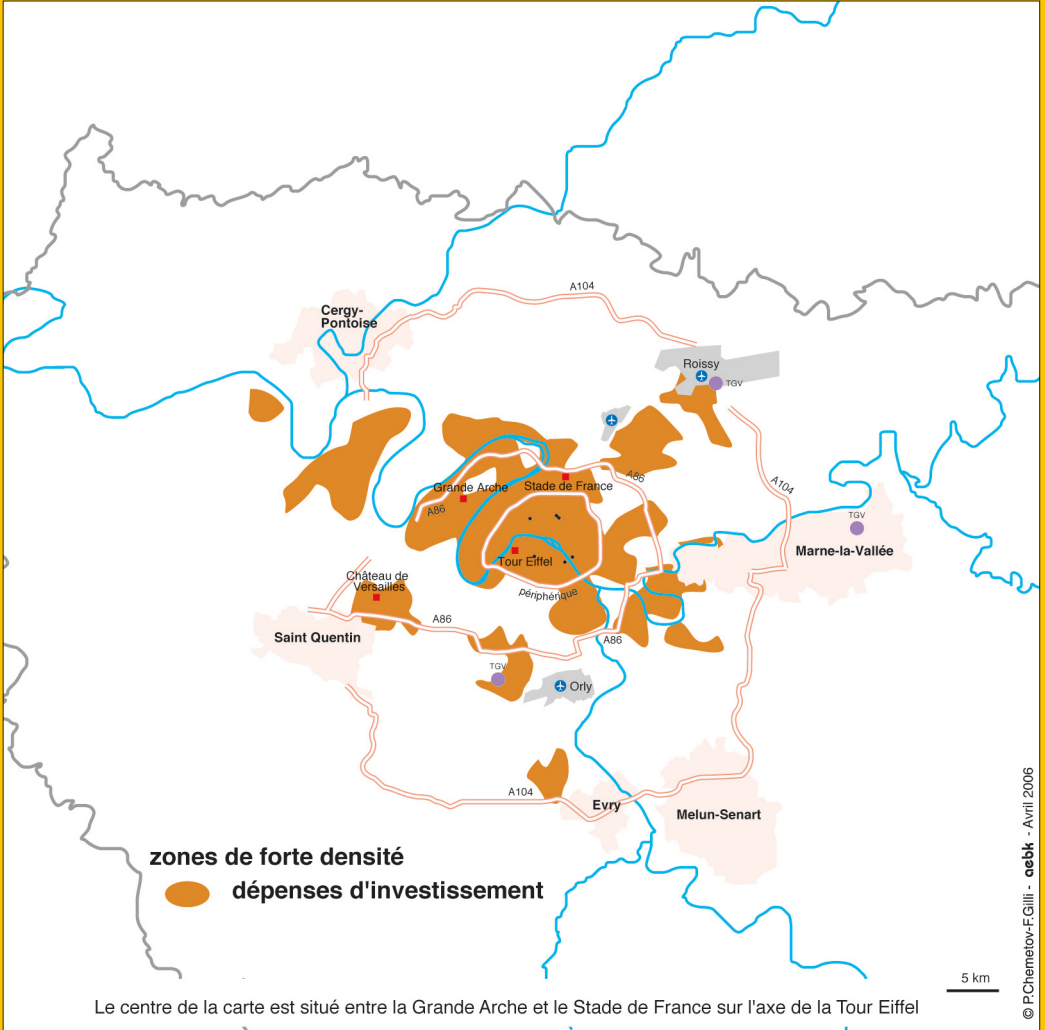 A104
Cergy-
Pontoise
Roissy
TGV
A104
Grande Arche
Stade de France
A86
A86
TGV
Marne-la-Vallée
Tour Eiffel
périphérique
Château de
Versailles
A86
A86
Saint Quentin
TGV
Orly
A104
Evry
Melun-Senart
zones de forte densité
dépenses d'investissement
5 km
Le centre de la carte est situé entre la Grande Arche et le Stade de France sur l'axe de la Tour Eiffel
© P.Chemetov-F.Gilli - aebk - Avril 2006